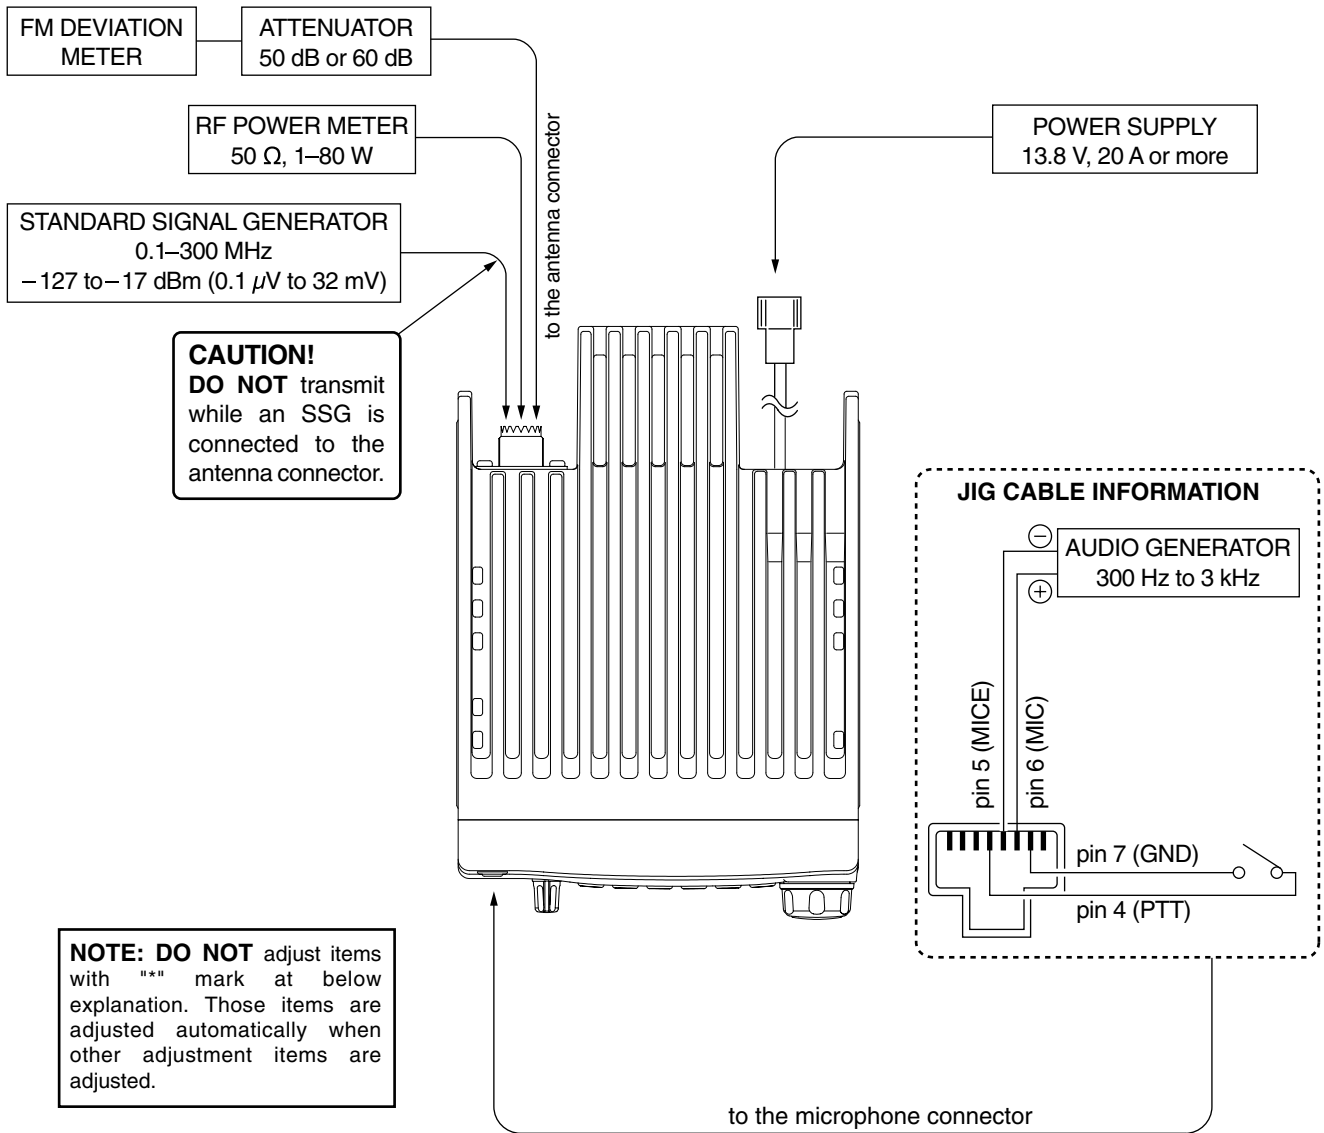 FM DEVIATION
METER
ATTENUATOR
50 dB or 60 dB
RF POWER METER
50 Ω, 1–80 W
STANDARD SIGNAL GENERATOR
0.1–300 MHz
–127 to–17 dBm (0.1 µV to 32 mV)
to the antenna connector
POWER SUPPLY
13.8 V, 20 A or more
CAUTION!
DO NOT transmit
while an SSG is
connected to the
antenna connector.
JIG CABLE INFORMATION
–
AUDIO GENERATOR
300 Hz to 3 kHz
+
pin 5 (MICE)
pin 6 (MIC)
pin 7 (GND)
pin 4 (PTT)
NOTE: DO NOT adjust items
with "*" mark at below
explanation. Those items are
adjusted automatically when
other adjustment items are
adjusted.
to the microphone connector